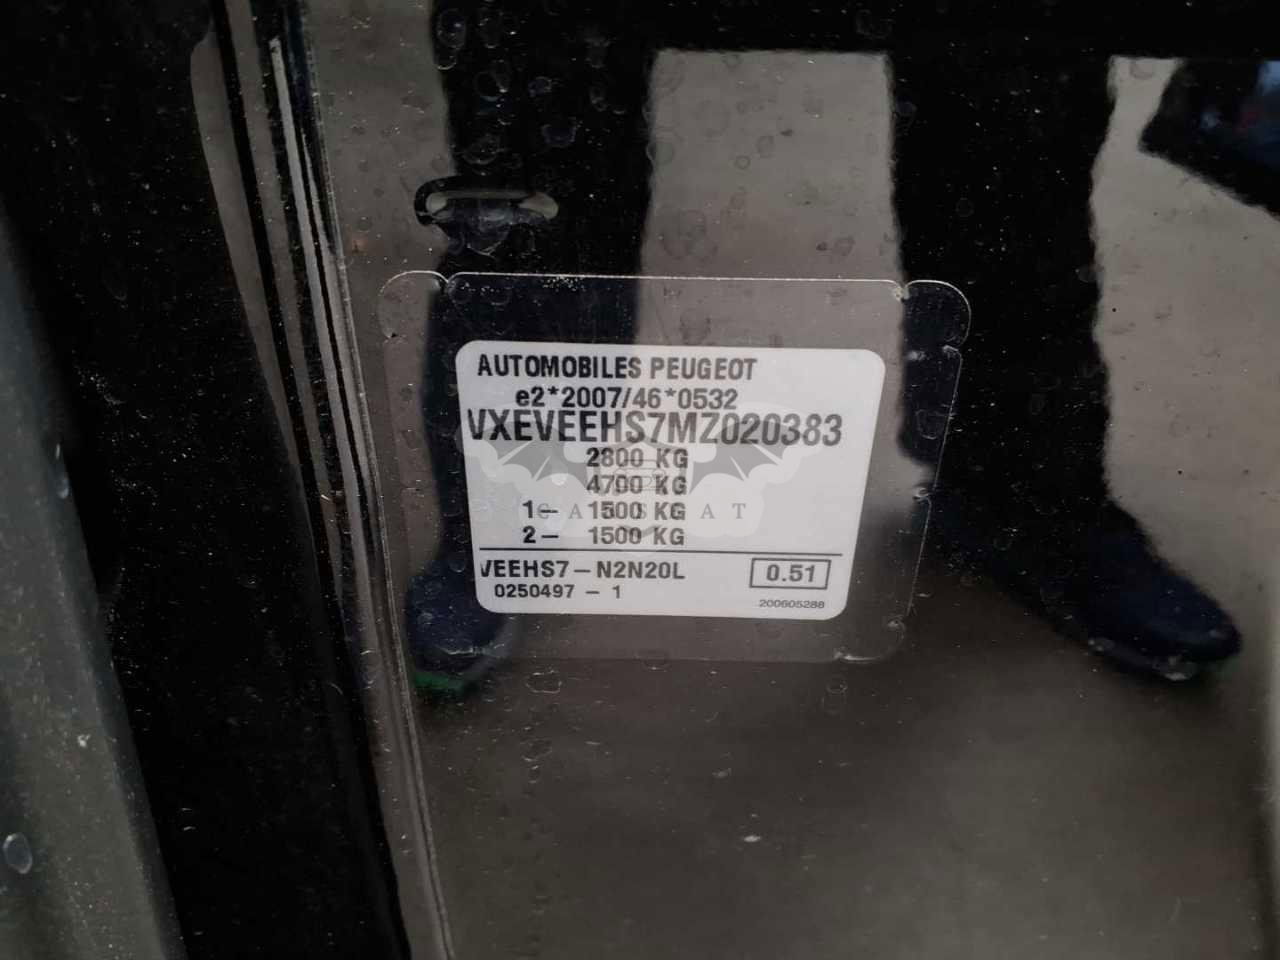 AUTOMOBILES PEUGEOT
e2*2007/46*0532
VXEVEEHS7MZ020383
2800 KG
4700 KG
1– 1500 KG
2– 1500 KG
VEEHS7–N2N20L 0.51
0250497 – 1
200605288